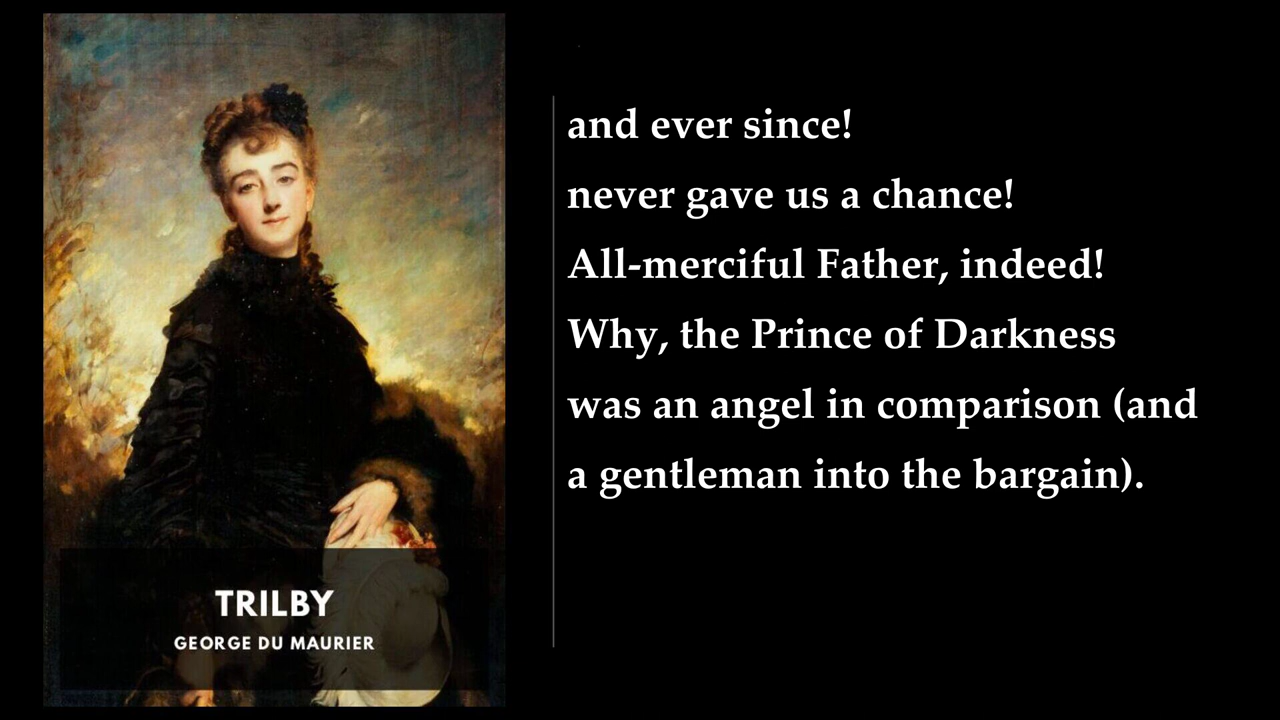 TRILBY
GEORGE DU MAURIER
and ever since!
never gave us a chance!
All-merciful Father, indeed!
Why, the Prince of Darkness
was an angel in comparison (and
a gentleman into the bargain).